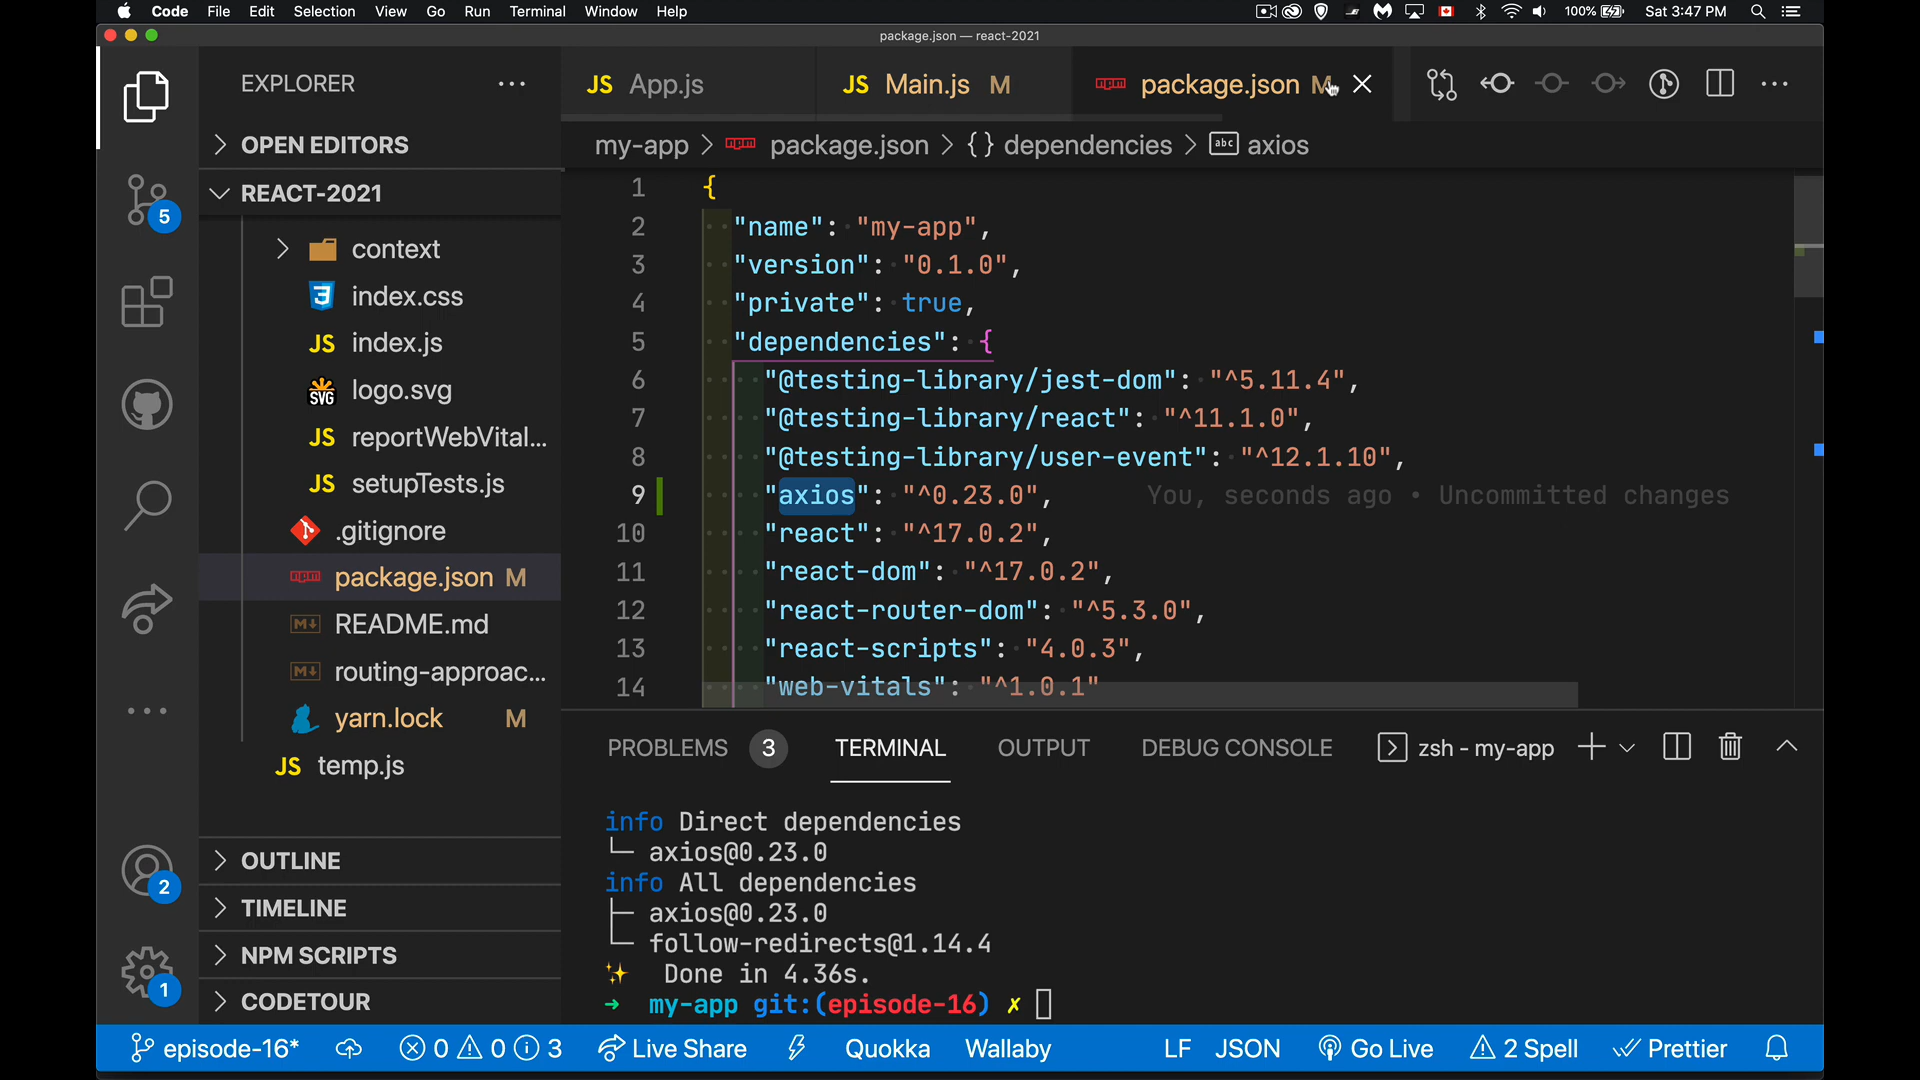 Code File Edit Selection View Go Run Terminal Window Help 100% Sat 3:47 PM
package.json — react-2021
EXPLORER
OPEN EDITORS
REACT-2021
context
index.css
JS index.js
SVG logo.svg
JS reportWebVital...
JS setupTests.js
.gitignore
npm package.json M
M↓ README.md
M↓ routing-approac...
yarn.lock M
JS temp.js
OUTLINE
TIMELINE
NPM SCRIPTS
CODETOUR
5
2
1
JS App.js JS Main.js M npm package.json M
my-app > npm package.json > {} dependencies > abc axios
1 {
2 "name": "my-app",
3 "version": "0.1.0",
4 "private": true,
5 "dependencies": {
6 "@testing-library/jest-dom": "^5.11.4",
7 "@testing-library/react": "^11.1.0",
8 "@testing-library/user-event": "^12.1.10",
9 "axios": "^0.23.0", You, seconds ago • Uncommitted changes
10 "react": "^17.0.2",
11 "react-dom": "^17.0.2",
12 "react-router-dom": "^5.3.0",
13 "react-scripts": "4.0.3",
14 "web-vitals": "^1.0.1"
PROBLEMS 3 TERMINAL OUTPUT DEBUG CONSOLE zsh - my-app
info Direct dependencies
└─ axios@0.23.0
info All dependencies
├─ axios@0.23.0
└─ follow-redirects@1.14.4
✨ Done in 4.36s.
→ my-app git:(episode-16) ✗
episode-16* 0 0 3 Live Share Quokka Wallaby LF JSON Go Live 2 Spell Prettier